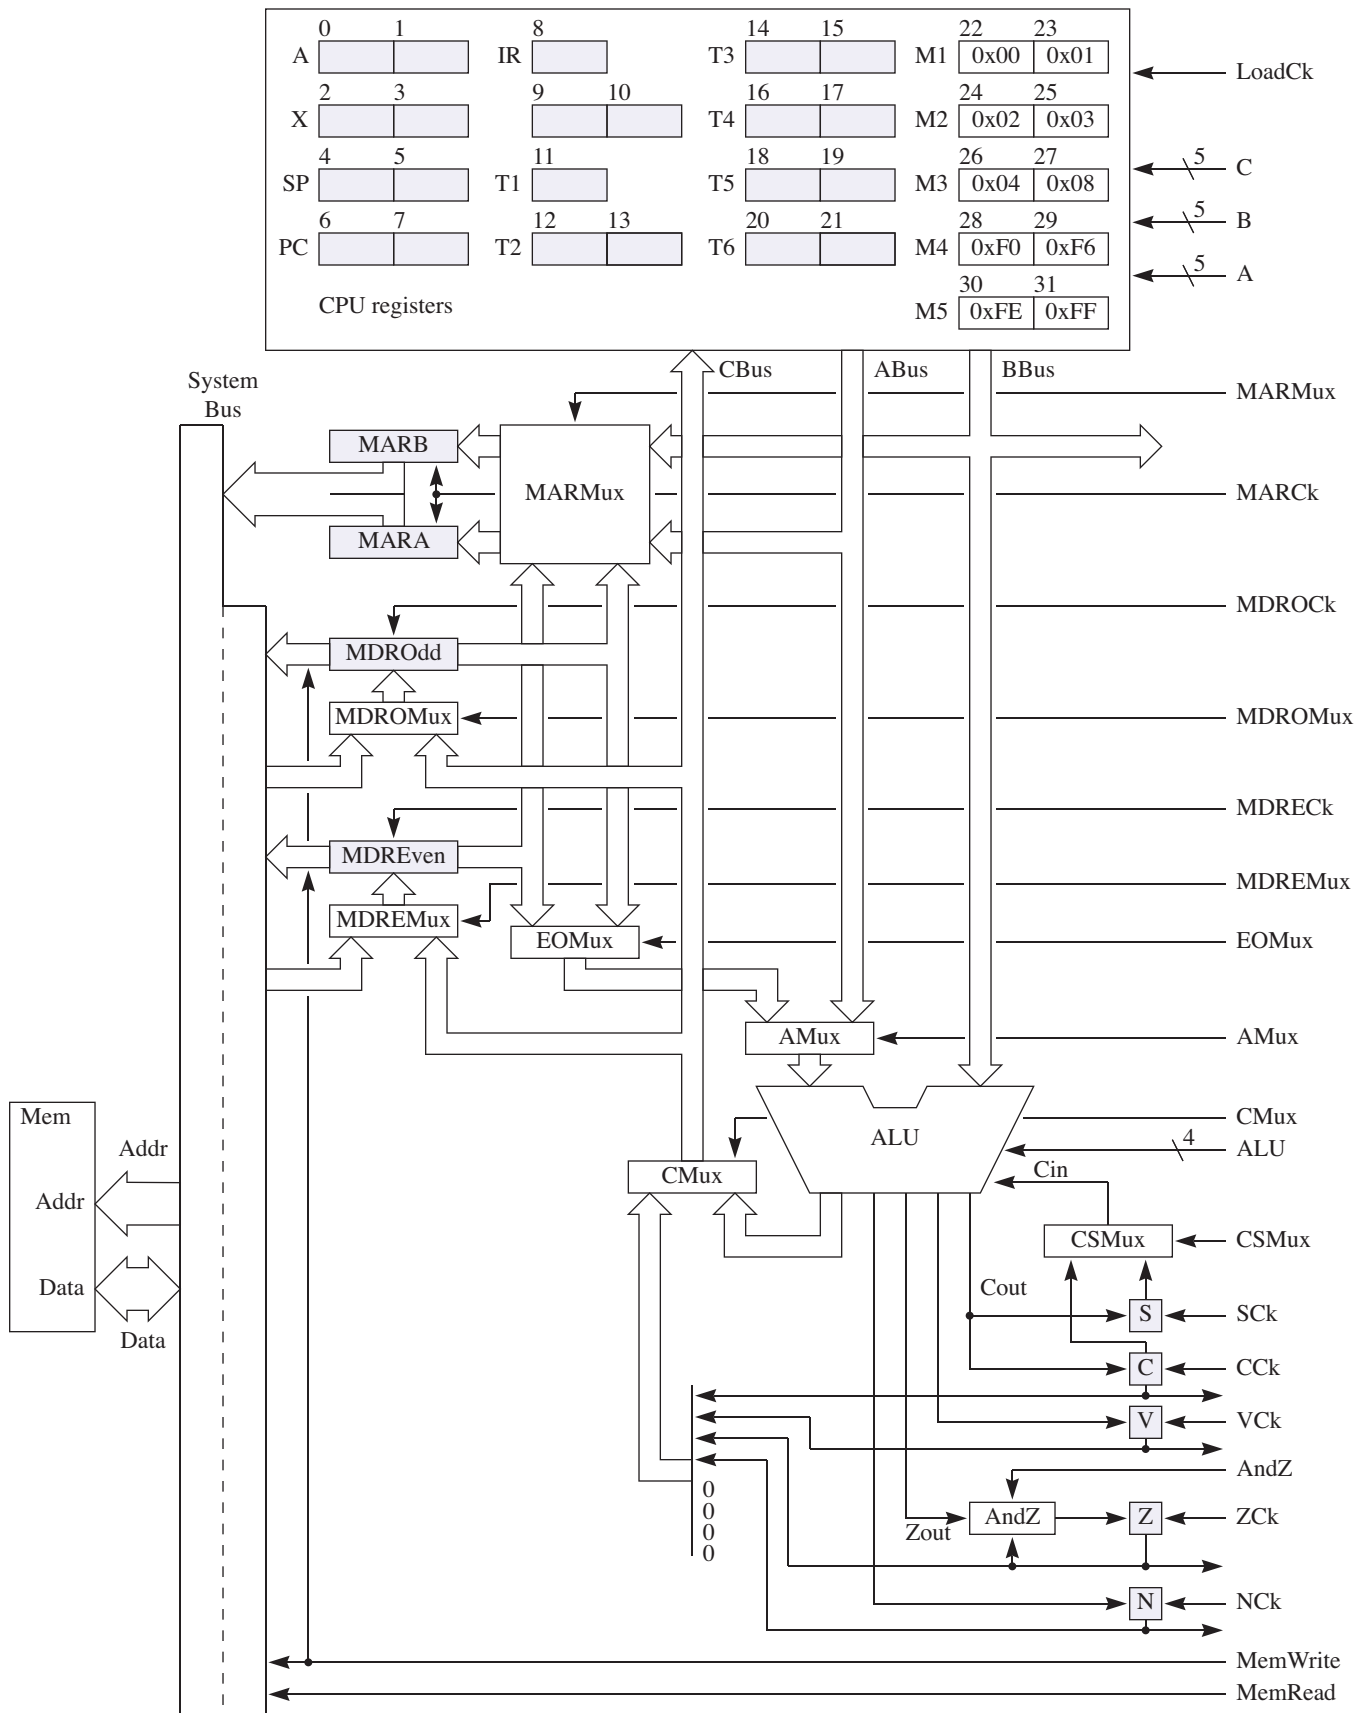 0 1 8 14 15 22 23
A IR T3 M1 0x00 0x01
LoadCk
2 3 9 10 16 17 24 25
X T4 M2 0x02 0x03
4 5 11 18 19 26 27
SP T1 T5 M3 0x04 0x08
5 C
6 7 12 13 20 21 28 29
PC T2 T6 M4 0xF0 0xF6
5 B
5 A
30 31
CPU registers M5 0xFE 0xFF
System
Bus
CBus ABus BBus
MARMux
MARB
MARMux
MARCk
MARA
MDROCk
MDROdd
MDROMux
MDROMux
MDRECk
MDREven
MDREMux
MDREMux
EOMux
EOMux
AMux
AMux
Mem
CMux
ALU
4 ALU
Addr
Cin
CMux
Addr
CSMux
CSMux
Data
Cout
S SCk
Data
C CCk
V VCk
AndZ
0
0
0
0
Zout
AndZ
Z ZCk
N NCk
MemWrite
MemRead